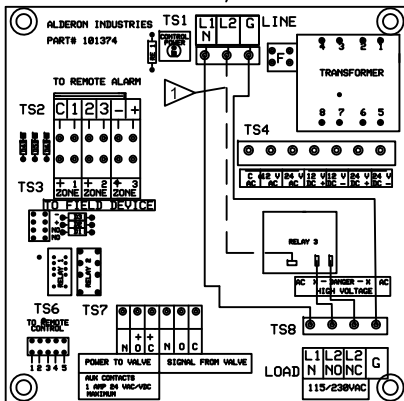 ALDERON INDUSTRIES
PART# 101374
TS1
CONTROL POWER
L1 N
L2
G
LINE
F
4 3 2 1
TRANSFORMER
8 7 6 5
TO REMOTE ALARM
1
TS2
C 1 2 3 - +
TS4
TS3
+ 1 + 2 + 3
ZONE ZONE ZONE
C AC
12 V AC
24 V AC
12 V DC +
12 V DC -
24 V DC +
24 V DC -
TO FIELD DEVICE
RELAY 1
RELAY 2
RELAY 3
AC X - DANGER - X AC
HIGH VOLTAGE
TS6
TS7
TS8
TO REMOTE CONTROL
1 2 3 4 5
+ +
N O C N O C
POWER TO VALVE
SIGNAL FROM VALVE
AUX CONTACTS
1 AMP 24 VAC/VDC
MAXIMUM
LOAD
L1 N
L2 NO
L2 NC
G
115/230VAC